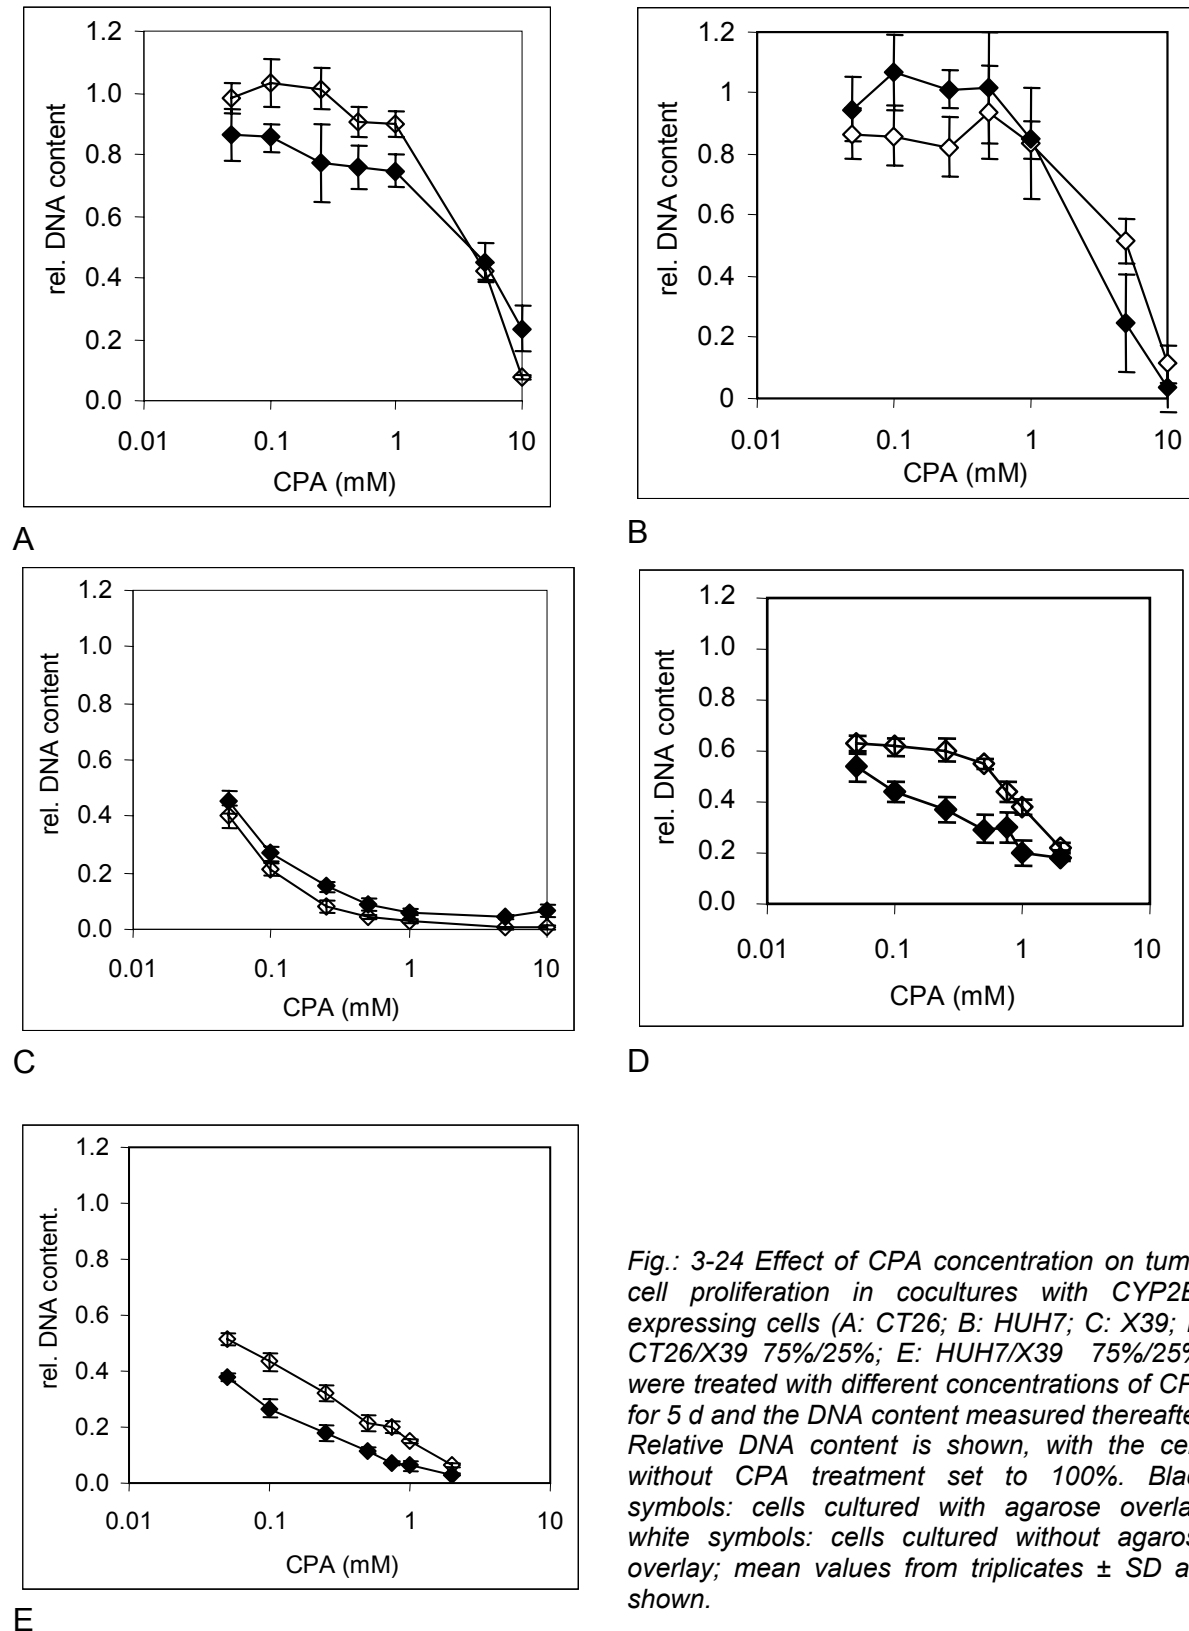 1.2
1.0
0.8
0.6
0.4
0.2
0.0
rel. DNA content
0.01 0.1 1 10
CPA (mM)
A
1.2
1
0.8
0.6
0.4
0.2
0
rel. DNA content
0.01 0.1 1 10
CPA (mM)
B
1.2
1.0
0.8
0.6
0.4
0.2
0.0
rel. DNA content
0.01 0.1 1 10
CPA (mM)
C
1.2
1.0
0.8
0.6
0.4
0.2
0.0
rel. DNA content
0.01 0.1 1 10
CPA (mM)
D
1.2
1.0
0.8
0.6
0.4
0.2
0.0
rel. DNA content.
0.01 0.1 1 10
CPA (mM)
E
Fig.: 3-24 Effect of CPA concentration on tum
cell proliferation in cocultures with
expressing cells (A: CT26; B: HUH7; C: X39;
CT26/X39 75%/25%; E: HUH7/X39 75%/25%
were treated with different concentrations of CP
for 5 d and the DNA content measured thereafte
Relative DNA content is shown, with the cel
without CPA treatment set to 100%. Blac
symbols: cells cultured with agarose overla
white symbols: cells cultured without agaros
overlay; mean values from triplicates ± SD a
shown.